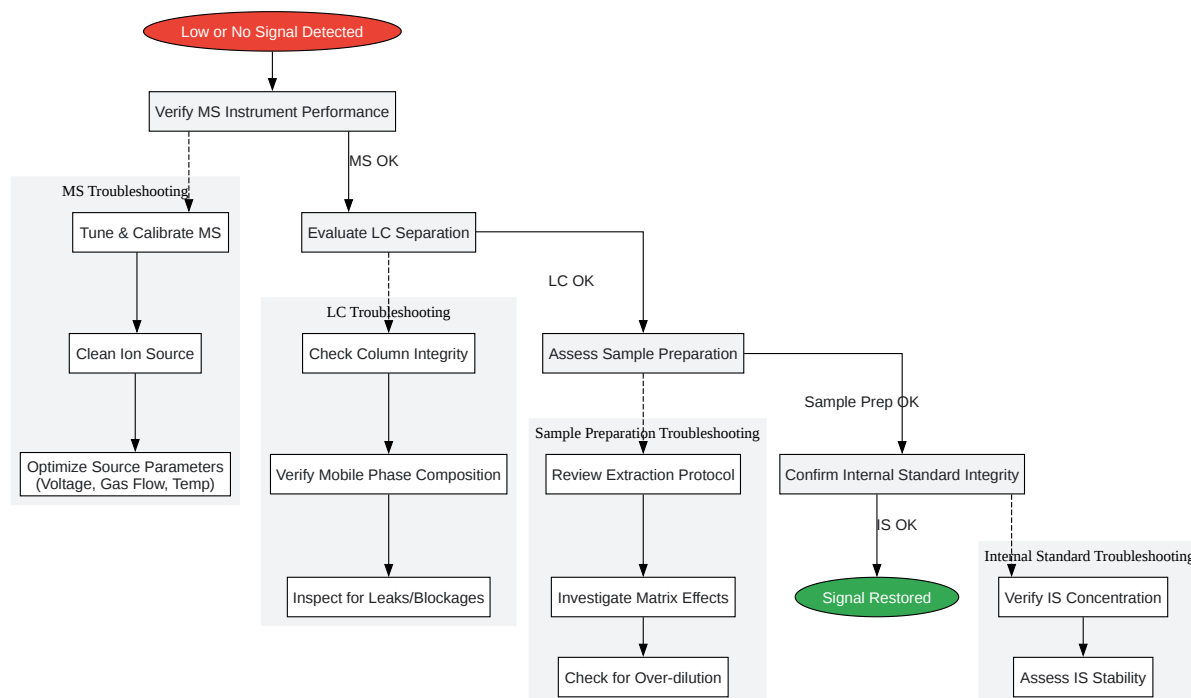 Low or No Signal Detected
Verify MS Instrument Performance
MS OK
MS Troubleshooting
Tune & Calibrate MS
Evaluate LC Separation
LC OK
LC Troubleshooting
Clean Ion Source
Check Column Integrity
Assess Sample Preparation
Sample Prep OK
Sample Preparation Troubleshooting
Optimize Source Parameters
(Voltage, Gas Flow, Temp)
Verify Mobile Phase Composition
Review Extraction Protocol
Confirm Internal Standard Integrity
IS OK
Internal Standard Troubleshooting
Inspect for Leaks/Blockages
Investigate Matrix Effects
Signal Restored
Verify IS Concentration
Check for Over-dilution
Assess IS Stability